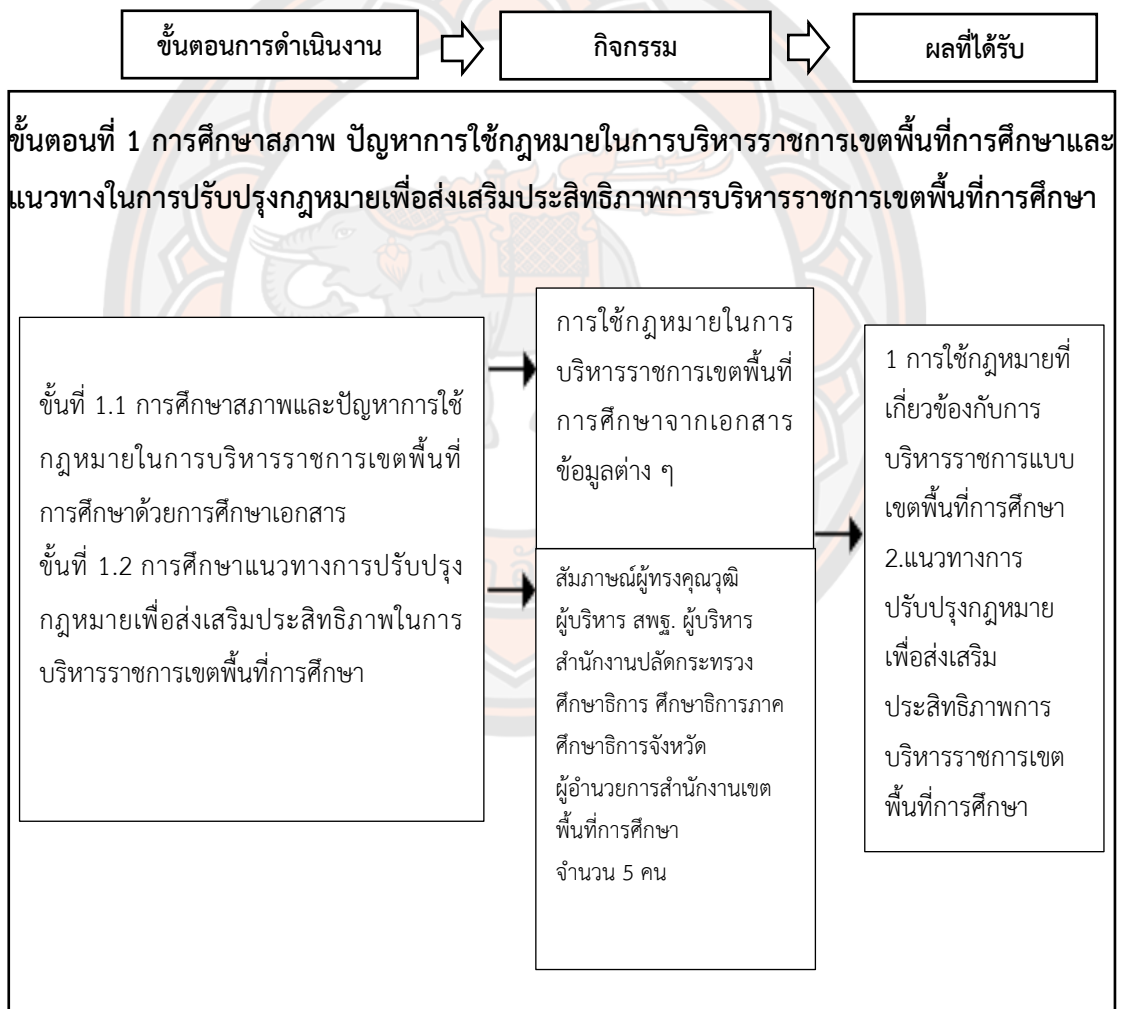 ขั้นตอนการดำเนินงาน
กิจกรรม
ผลที่ได้รับ
ขั้นตอนที่ 1 การศึกษาสภาพ ปัญหาการใช้กฎหมายในการบริหารราชการเขตพื้นที่การศึกษาและ
แนวทางในการปรับปรุงกฎหมายเพื่อส่งเสริมประสิทธิภาพการบริหารราชการเขตพื้นที่การศึกษา
ขั้นที่ 1.1 การศึกษาสภาพและปัญหาการใช้
กฎหมายในการบริหารราชการเขตพื้นที่
การศึกษาด้วยการศึกษาเอกสาร
ขั้นที่ 1.2 การศึกษาแนวทางการปรับปรุง
กฎหมายเพื่อส่งเสริมประสิทธิภาพในการ
บริหารราชการเขตพื้นที่การศึกษา
การใช้กฎหมายในการ
บริหารราชการเขตพื้นที่
การศึกษาจากเอกสาร
ข้อมูลต่าง ๆ
สัมภาษณ์ผู้ทรงคุณวุฒิ
ผู้บริหาร สพฐ. ผู้บริหาร
สำนักงานปลัดกระทรวง
ศึกษาธิการ ศึกษาธิการภาค
ศึกษาธิการจังหวัด
ผู้อำนวยการสำนักงานเขต
พื้นที่การศึกษา
จำนวน 5 คน
1 การใช้กฎหมายที่
เกี่ยวข้องกับการ
บริหารราชการแบบ
เขตพื้นที่การศึกษา
2.แนวทางการ
ปรับปรุงกฎหมาย
เพื่อส่งเสริม
ประสิทธิภาพการ
บริหารราชการเขต
พื้นที่การศึกษา